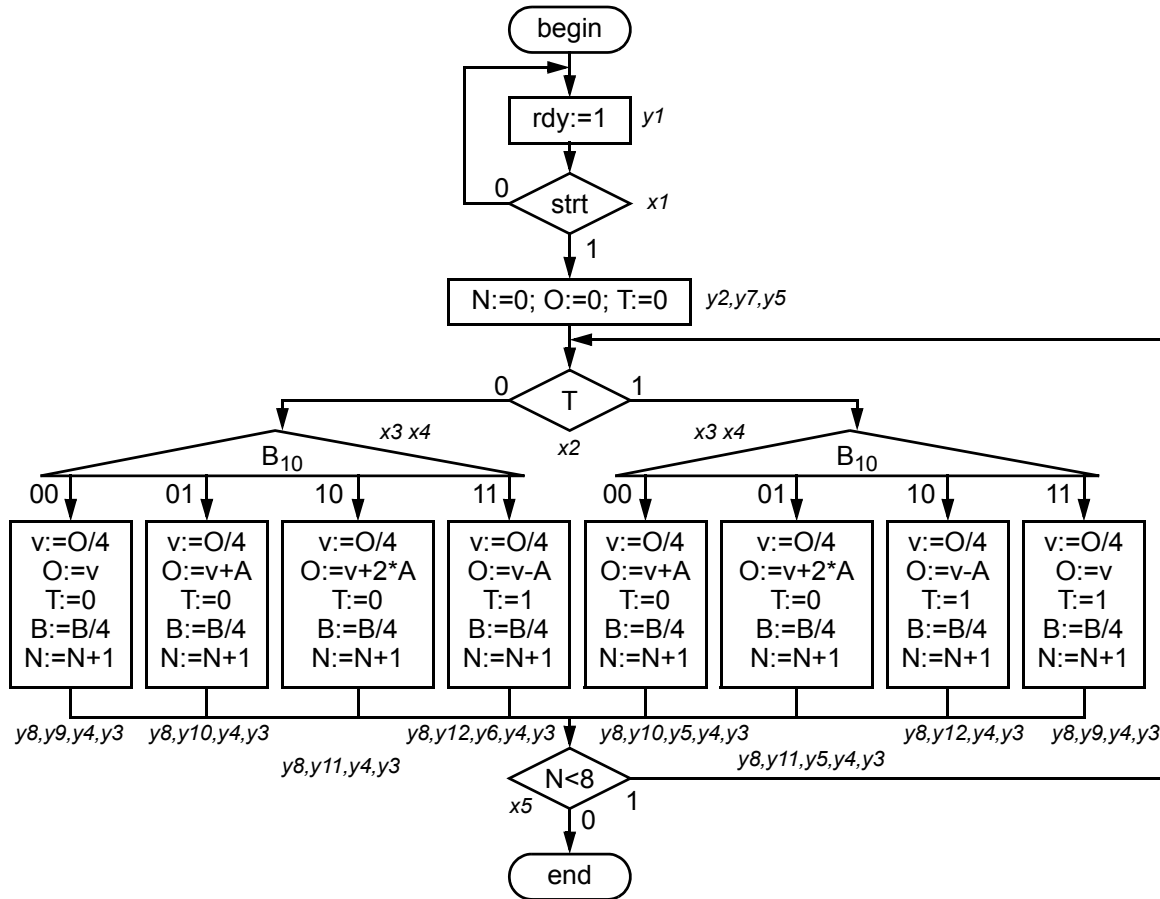 begin
rdy:=1
y1
0
strt
x1
1
N:=0; O:=0; T:=0
y2,y7,y5
0
T
1
x2
x3 x4
x3 x4
B10
B10
00
01
10
11
00
01
10
11
v:=O/4
O:=v
T:=0
B:=B/4
N:=N+1
v:=O/4
O:=v+A
T:=0
B:=B/4
N:=N+1
v:=O/4
O:=v+2*A
T:=0
B:=B/4
N:=N+1
v:=O/4
O:=v-A
T:=1
B:=B/4
N:=N+1
v:=O/4
O:=v+A
T:=0
B:=B/4
N:=N+1
v:=O/4
O:=v+2*A
T:=0
B:=B/4
N:=N+1
v:=O/4
O:=v-A
T:=1
B:=B/4
N:=N+1
v:=O/4
O:=v
T:=1
B:=B/4
N:=N+1
y8,y9,y4,y3
y8,y10,y4,y3
y8,y11,y4,y3
y8,y12,y6,y4,y3
y8,y10,y5,y4,y3
y8,y11,y5,y4,y3
y8,y12,y4,y3
y8,y9,y4,y3
N<8
x5
1
0
end